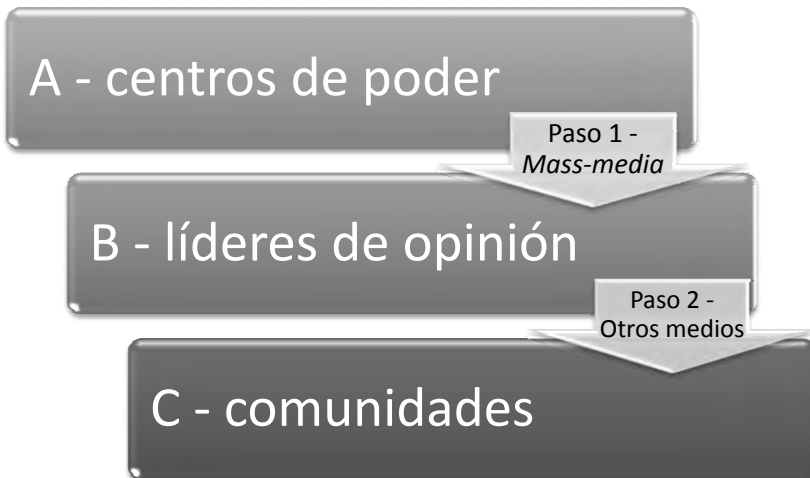 A - centros de poder
Paso 1 -
Mass-media
B - líderes de opinión
Paso 2 -
Otros medios
C - comunidades